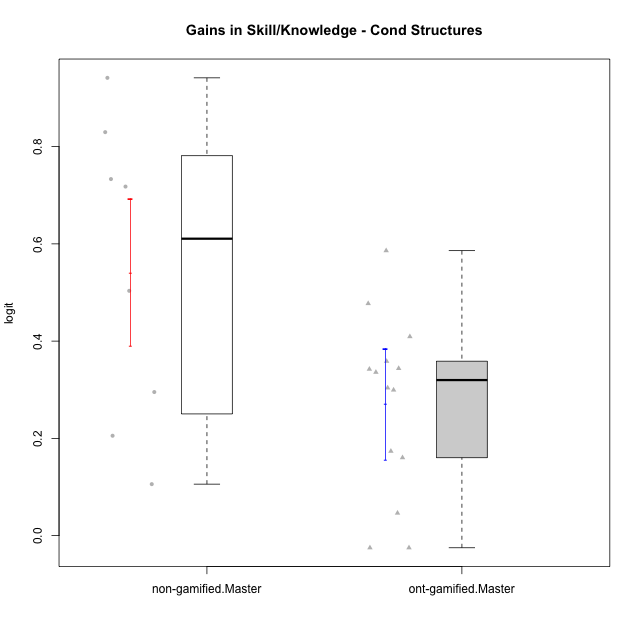 Gains in Skill/Knowledge - Cond Structures
logit
0.8
0.6
0.4
0.2
0.0
non-gamified.Master
ont-gamified.Master